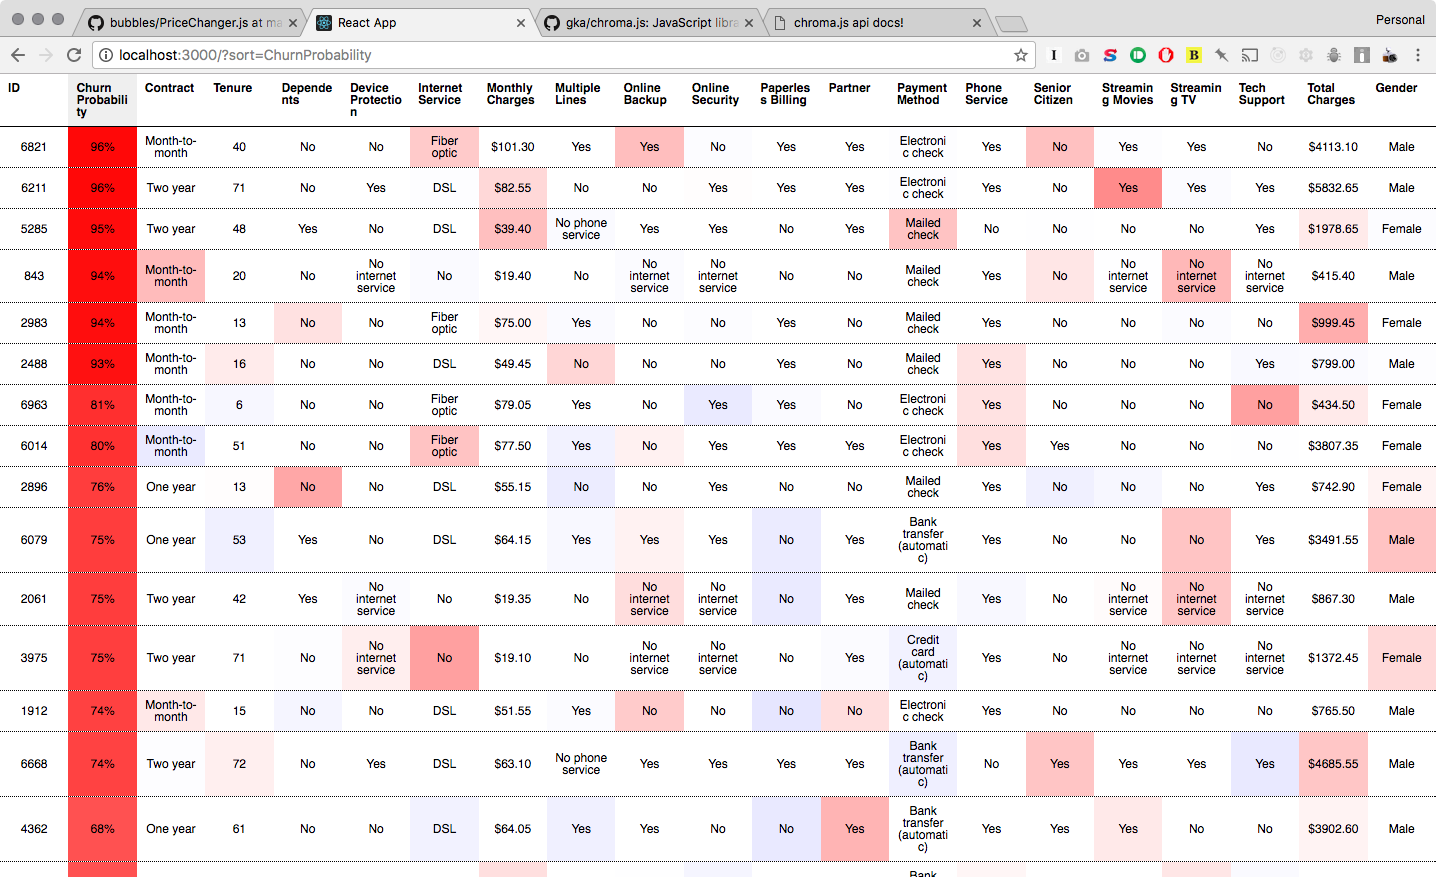 bubbles/PriceChanger.js at ma React App gka/chroma.js: JavaScript libra chroma.js api docs! Personal
localhost:3000/?sort=ChurnProbability
ID Churn Probabili ty Contract Tenure Depende nts Device Protectio n Internet Service Monthly Charges Multiple Lines Online Backup Online Security Paperles s Billing Partner Payment Method Phone Service Senior Citizen Streamin g Movies Streamin g TV Tech Support Total Charges Gender
6821 96% Month-to-month 40 No No Fiber optic $101.30 Yes Yes No Yes Yes Electroni c check Yes No Yes Yes No $4113.10 Male
6211 96% Two year 71 No Yes DSL $82.55 No No Yes Yes Yes Electroni c check Yes No Yes Yes Yes $5832.65 Male
5285 95% Two year 48 Yes No DSL $39.40 No phone service Yes Yes No Yes Mailed check No No No No Yes $1978.65 Female
843 94% Month-to-month 20 No No internet service No $19.40 No No internet service No internet service No No Mailed check Yes No No internet service No internet service No internet service $415.40 Male
2983 94% Month-to-month 13 No No Fiber optic $75.00 Yes No No Yes No Mailed check Yes No No No No $999.45 Female
2488 93% Month-to-month 16 No No DSL $49.45 No No Yes No No Mailed check Yes No No No Yes $799.00 Male
6963 81% Month-to-month 6 No No Fiber optic $79.05 Yes No Yes Yes No Electroni c check Yes No No No No $434.50 Female
6014 80% Month-to-month 51 No No Fiber optic $77.50 Yes No Yes Yes Yes Electroni c check Yes Yes No No No $3807.35 Female
2896 76% One year 13 No No DSL $55.15 No No Yes No No Mailed check Yes No No No Yes $742.90 Female
6079 75% One year 53 Yes No DSL $64.15 Yes Yes Yes No Yes Bank transfer (automati c) Yes No No No Yes $3491.55 Male
2061 75% Two year 42 Yes No internet service No $19.35 No No internet service No internet service No Yes Mailed check Yes No No internet service No internet service No internet service $867.30 Male
3975 75% Two year 71 No No internet service No $19.10 No No internet service No internet service No Yes Credit card (automati c) Yes No No internet service No internet service No internet service $1372.45 Female
1912 74% Month-to-month 15 No No DSL $51.55 Yes No No No No Electroni c check Yes No No No No $765.50 Male
6668 74% Two year 72 No Yes DSL $63.10 No phone service Yes Yes Yes Yes Bank transfer (automati c) No Yes Yes Yes Yes $4685.55 Male
4362 68% One year 61 No No DSL $64.05 Yes Yes No No Yes Bank transfer (automati c) Yes Yes Yes No No $3902.60 Male
Bank